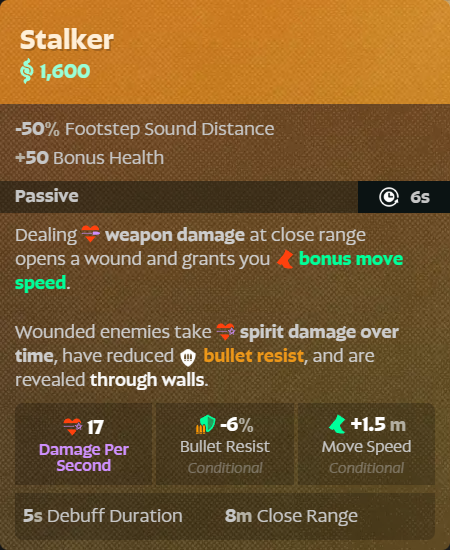 Stalker
1,600
-50% Footstep Sound Distance
+50 Bonus Health
Passive
6s
Dealing weapon damage at close range
opens a wound and grants you bonus move
speed.
Wounded enemies take spirit damage over
time, have reduced bullet resist, and are
revealed through walls.
17
Damage Per
Second
-6%
Bullet Resist
Conditional
+1.5 m
Move Speed
Conditional
5s Debuff Duration
8m Close Range